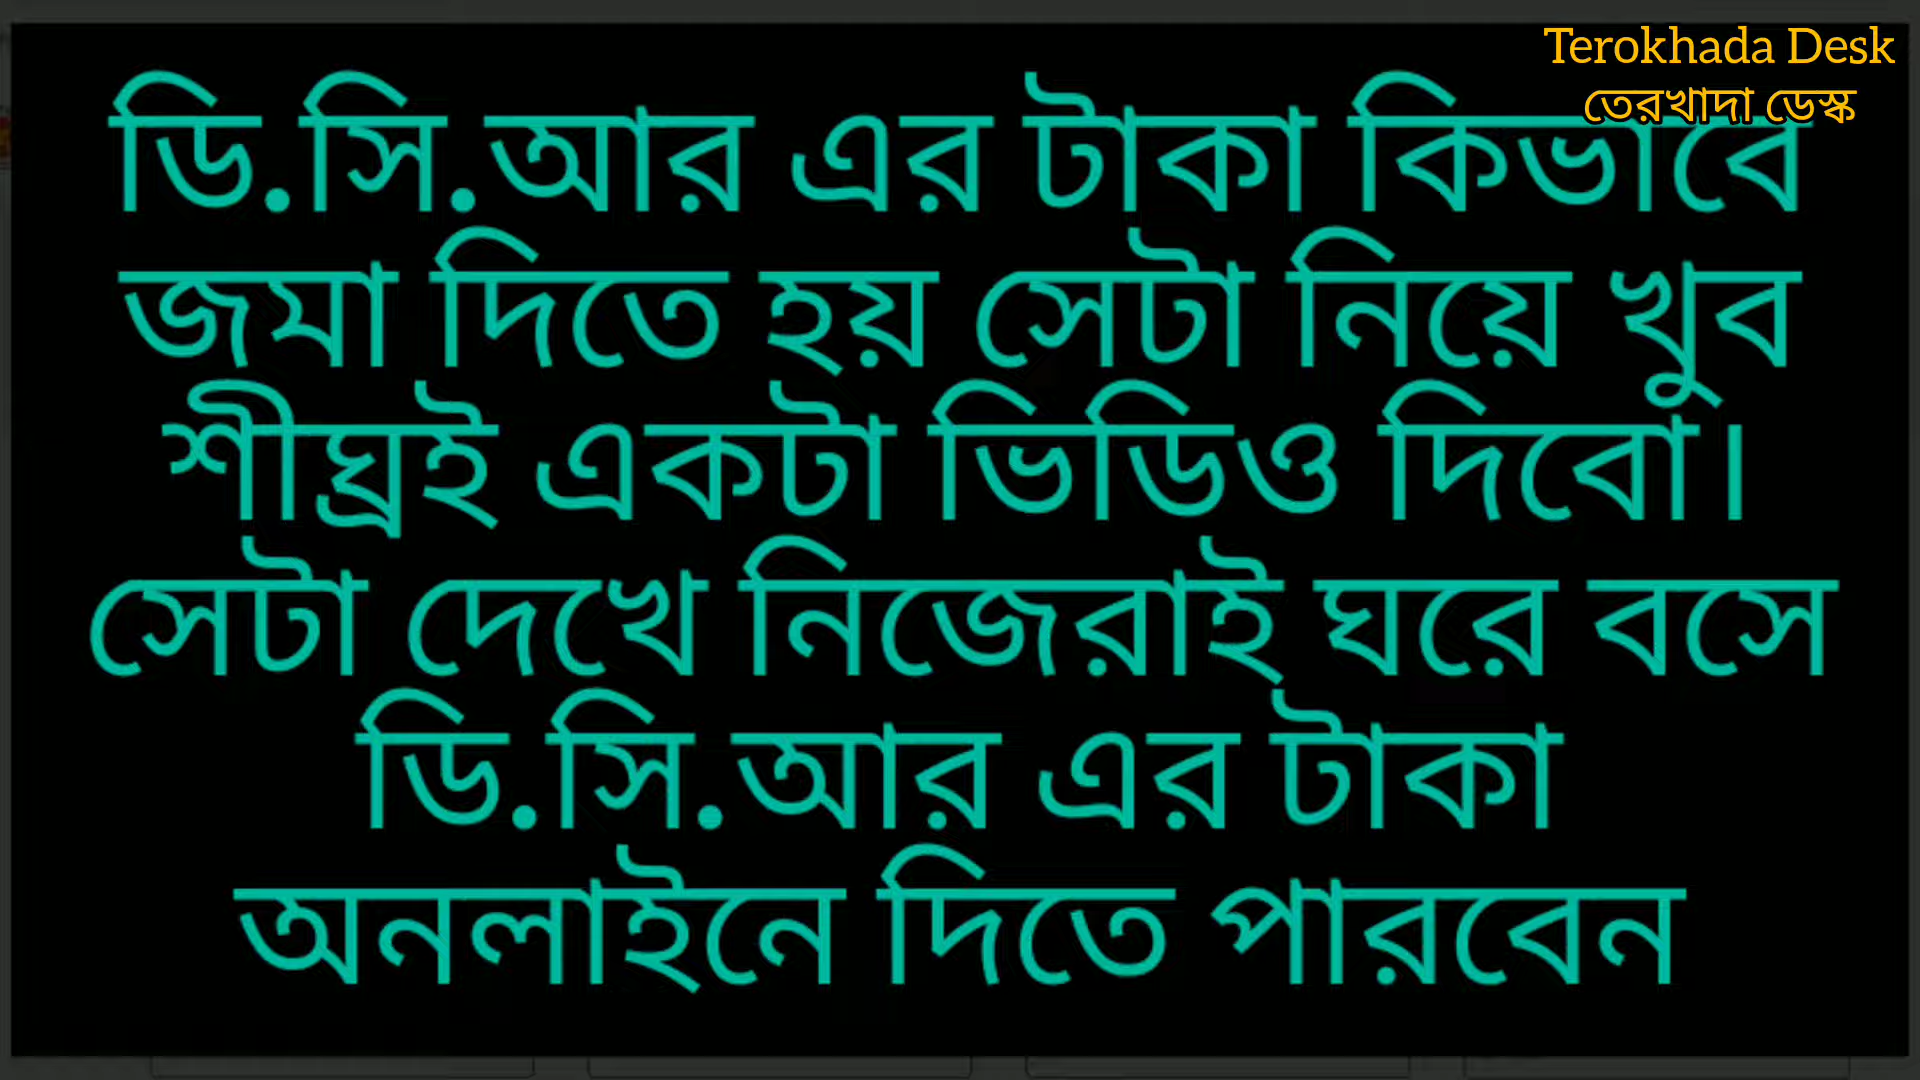 Terokhada Desk
তেরখাদা ডেস্ক
ডি.সি.আর এর টাকা কিভাবে
জমা দিতে হয় সেটা নিয়ে খুব
শীঘ্রই একটা ভিডিও দিবো।
সেটা দেখে নিজেরাই ঘরে বসে
ডি.সি.আর এর টাকা
অনলাইনে দিতে পারবেন